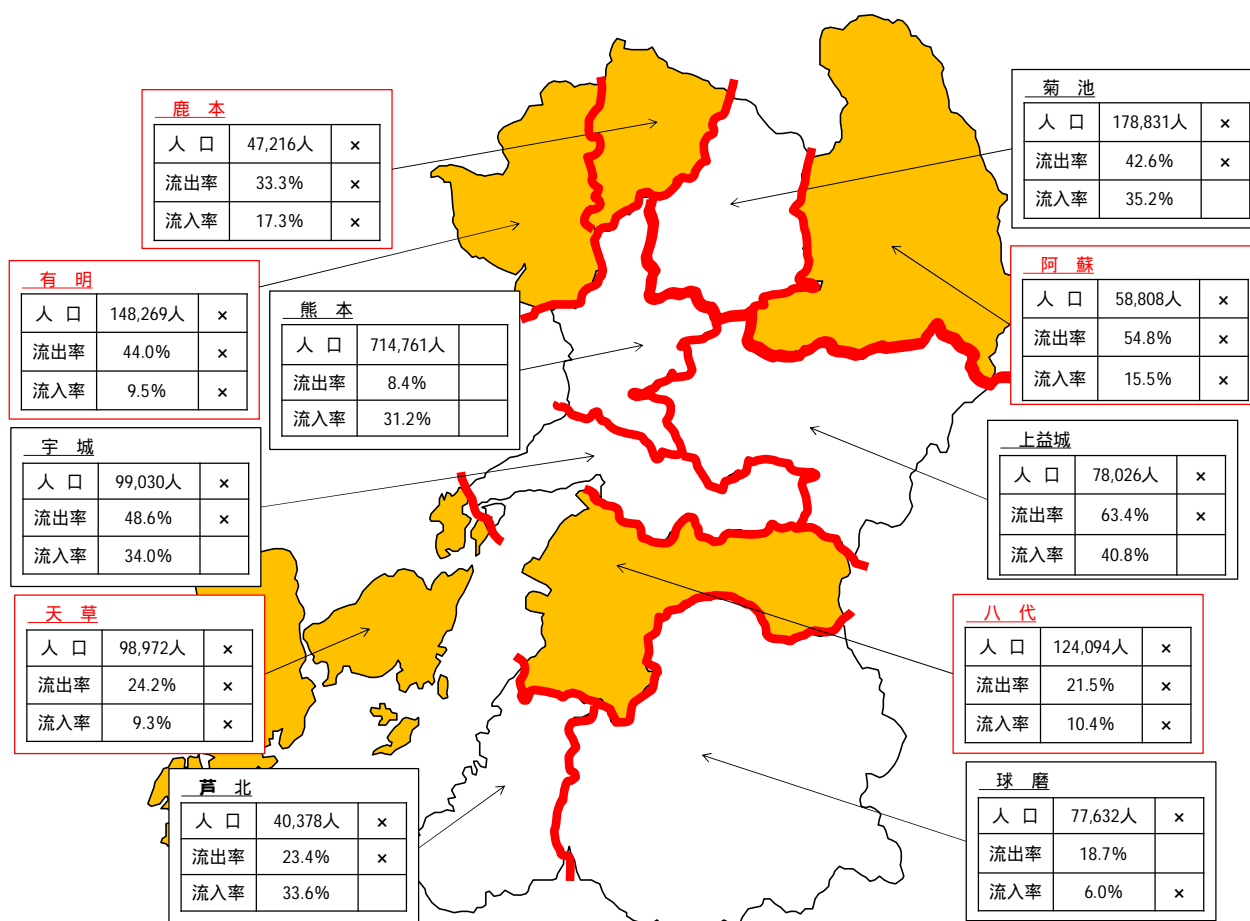 鹿 本
人 口 47,216人 ×
流出率 33.3% ×
流入率 17.3% ×
菊 池
人 口 178,831人 ×
流出率 42.6% ×
流入率 35.2%
有 明
人 口 148,269人 ×
流出率 44.0% ×
流入率 9.5% ×
熊 本
人 口 714,761人
流出率 8.4%
流入率 31.2%
阿 蘇
人 口 58,808人 ×
流出率 54.8% ×
流入率 15.5% ×
宇 城
人 口 99,030人 ×
流出率 48.6% ×
流入率 34.0%
上益城
人 口 78,026人 ×
流出率 63.4% ×
流入率 40.8%
天 草
人 口 98,972人 ×
流出率 24.2% ×
流入率 9.3% ×
八 代
人 口 124,094人 ×
流出率 21.5% ×
流入率 10.4% ×
芦 北
人 口 40,378人 ×
流出率 23.4% ×
流入率 33.6%
球 磨
人 口 77,632人 ×
流出率 18.7%
流入率 6.0% ×